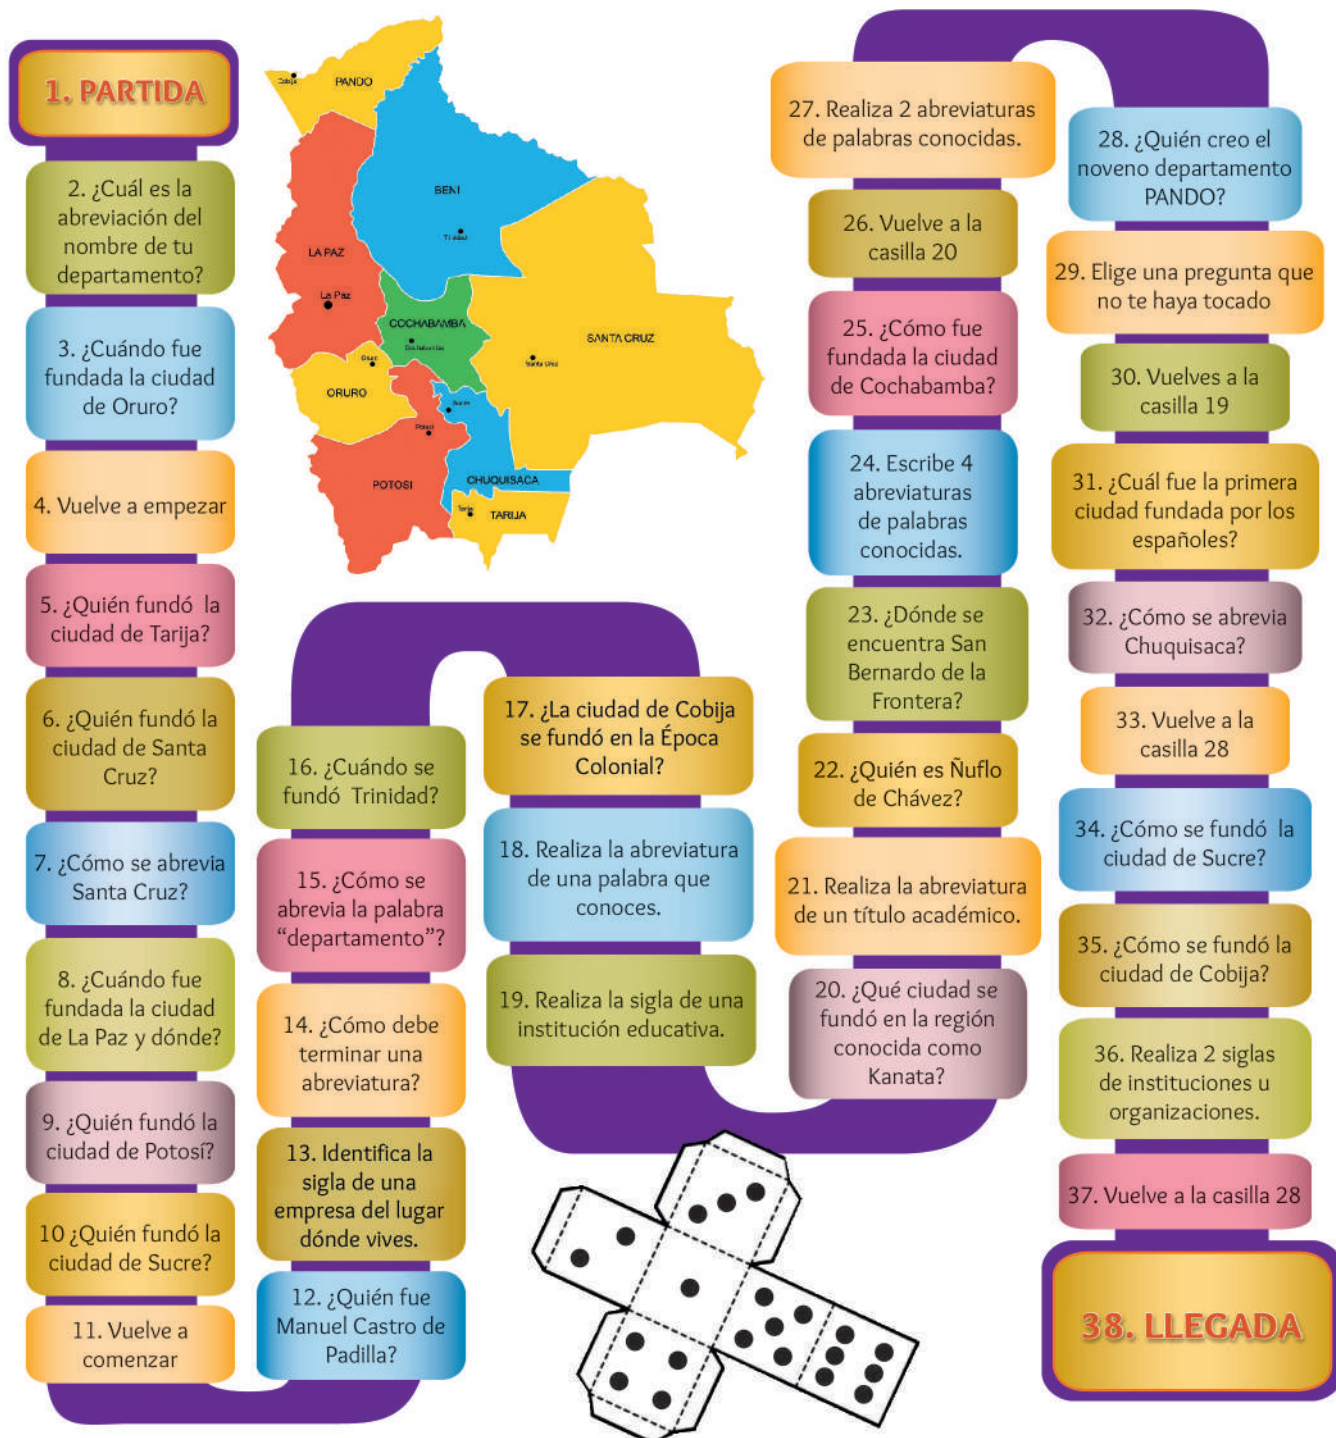 1. PARTIDA
2. ¿Cuál es la
abreviación del
nombre de tu
departamento?
3. ¿Cuándo fue
fundada la ciudad
de Oruro?
4. Vuelve a empezar
5. ¿Quién fundó la
ciudad de Tarija?
6. ¿Quién fundó la
ciudad de Santa
Cruz?
7. ¿Cómo se abrevia
Santa Cruz?
8. ¿Cuándo fue
fundada la ciudad
de La Paz y dónde?
9. ¿Quién fundó la
ciudad de Potosí?
10 ¿Quién fundó la
ciudad de Sucre?
11. Vuelve a
comenzar
12. ¿Quién fue
Manuel Castro de
Padilla?
13. Identifica la
sigla de una
empresa del lugar
dónde vives.
14. ¿Cómo debe
terminar una
abreviatura?
15. ¿Cómo se
abrevia la palabra
“departamento”?
16. ¿Cuándo se
fundó Trinidad?
17. ¿La ciudad de Cobija
se fundó en la Época
Colonial?
18. Realiza la abreviatura
de una palabra que
conoces.
19. Realiza la sigla de una
institución educativa.
20. ¿Qué ciudad se
fundó en la región
conocida como
Kanata?
21. Realiza la abreviatura
de un título académico.
22. ¿Quién es Ñuflo
de Chávez?
23. ¿Dónde se
encuentra San
Bernardo de la
Frontera?
24. Escribe 4
abreviaturas
de palabras
conocidas.
25. ¿Cómo fue
fundada la ciudad
de Cochabamba?
26. Vuelve a la
casilla 20
27. Realiza 2 abreviaturas
de palabras conocidas.
28. ¿Quién creo el
noveno departamento
PANDO?
29. Elige una pregunta que
no te haya tocado
30. Vuelves a la
casilla 19
31. ¿Cuál fue la primera
ciudad fundada por los
españoles?
32. ¿Cómo se abrevia
Chuquisaca?
33. Vuelve a la
casilla 28
34. ¿Cómo se fundó la
ciudad de Sucre?
35. ¿Cómo se fundó la
ciudad de Cobija?
36. Realiza 2 siglas
de instituciones u
organizaciones.
37. Vuelve a la casilla 28
38. LLEGADA
PANDO
BENI
LA PAZ
La Paz
COCHABAMBA
SANTA CRUZ
Oruro
ORURO
Sucre
Potosí
POTOSI
CHUQUISACA
TARIJA